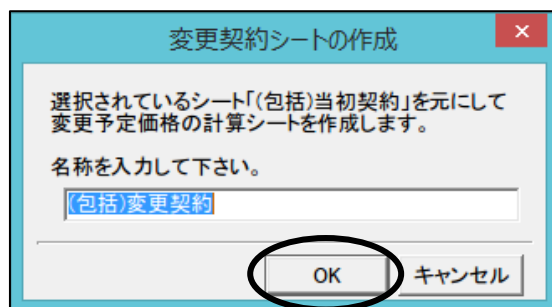 変更契約シートの作成
×
選択されているシート「(包括)当初契約」を元にして
変更予定価格の計算シートを作成します。
名称を入力して下さい。
(包括)変更契約
OK キャンセル